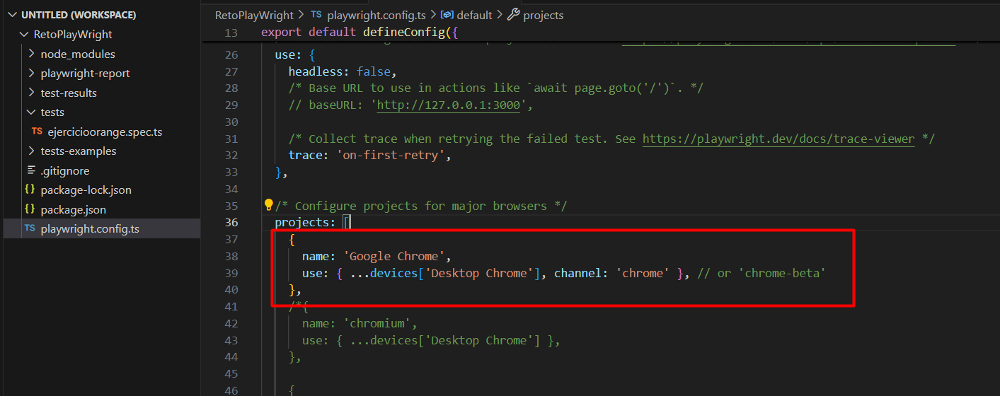 UNTITLED (WORKSPACE)
RetoPlayWright
node_modules
playwright-report
test-results
tests
TS ejercicioorange.spec.ts
tests-examples
.gitignore
{} package-lock.json
{} package.json
TS playwright.config.ts
RetoPlayWright > TS playwright.config.ts > default > projects
13 export default defineConfig({
26 use: {
27 headless: false,
28 /* Base URL to use in actions like `await page.goto('/')`. */
29 // baseURL: 'http://127.0.0.1:3000',
30
31 /* Collect trace when retrying the failed test. See https://playwright.dev/docs/trace-viewer */
32 trace: 'on-first-retry',
33 },
34
35 /* Configure projects for major browsers */
36 projects: [
37 {
38 name: 'Google Chrome',
39 use: { ...devices['Desktop Chrome'], channel: 'chrome' }, // or 'chrome-beta'
40 },
41 /*{
42 name: 'chromium',
43 use: { ...devices['Desktop Chrome'] },
44 },
45
46 {